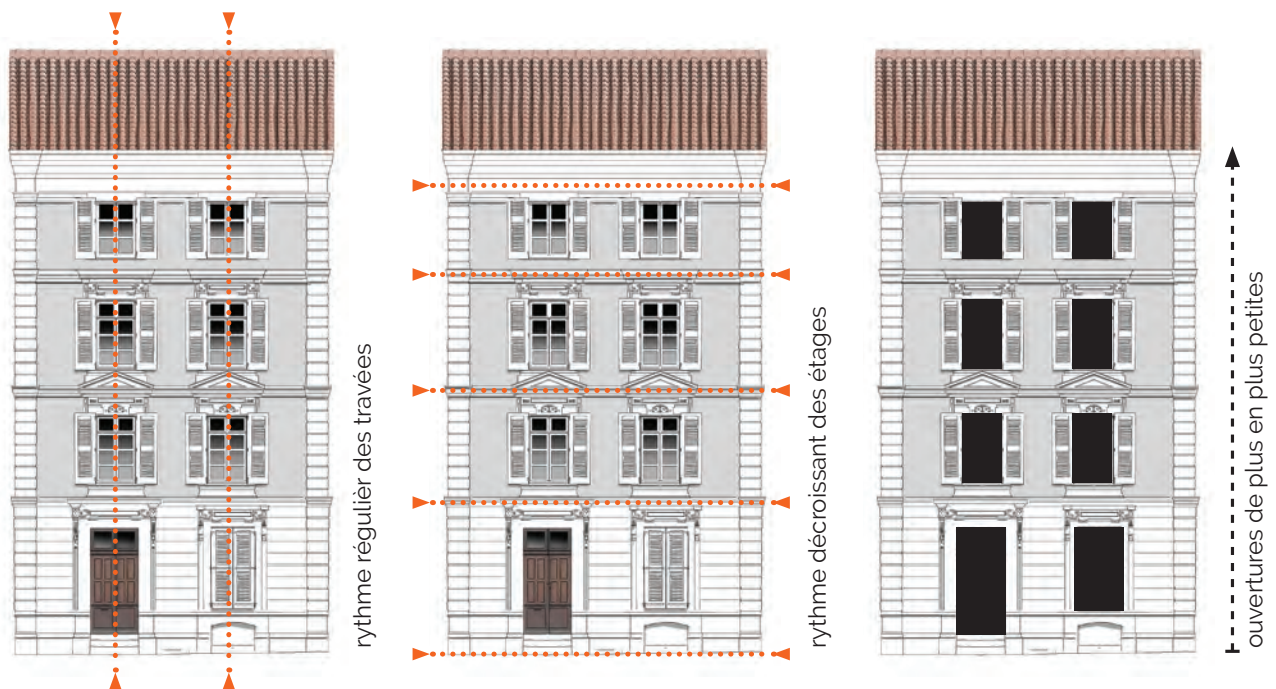 rythme régulièr des travées
rythme décroissant des étages
ouvertures de plus en plus petites